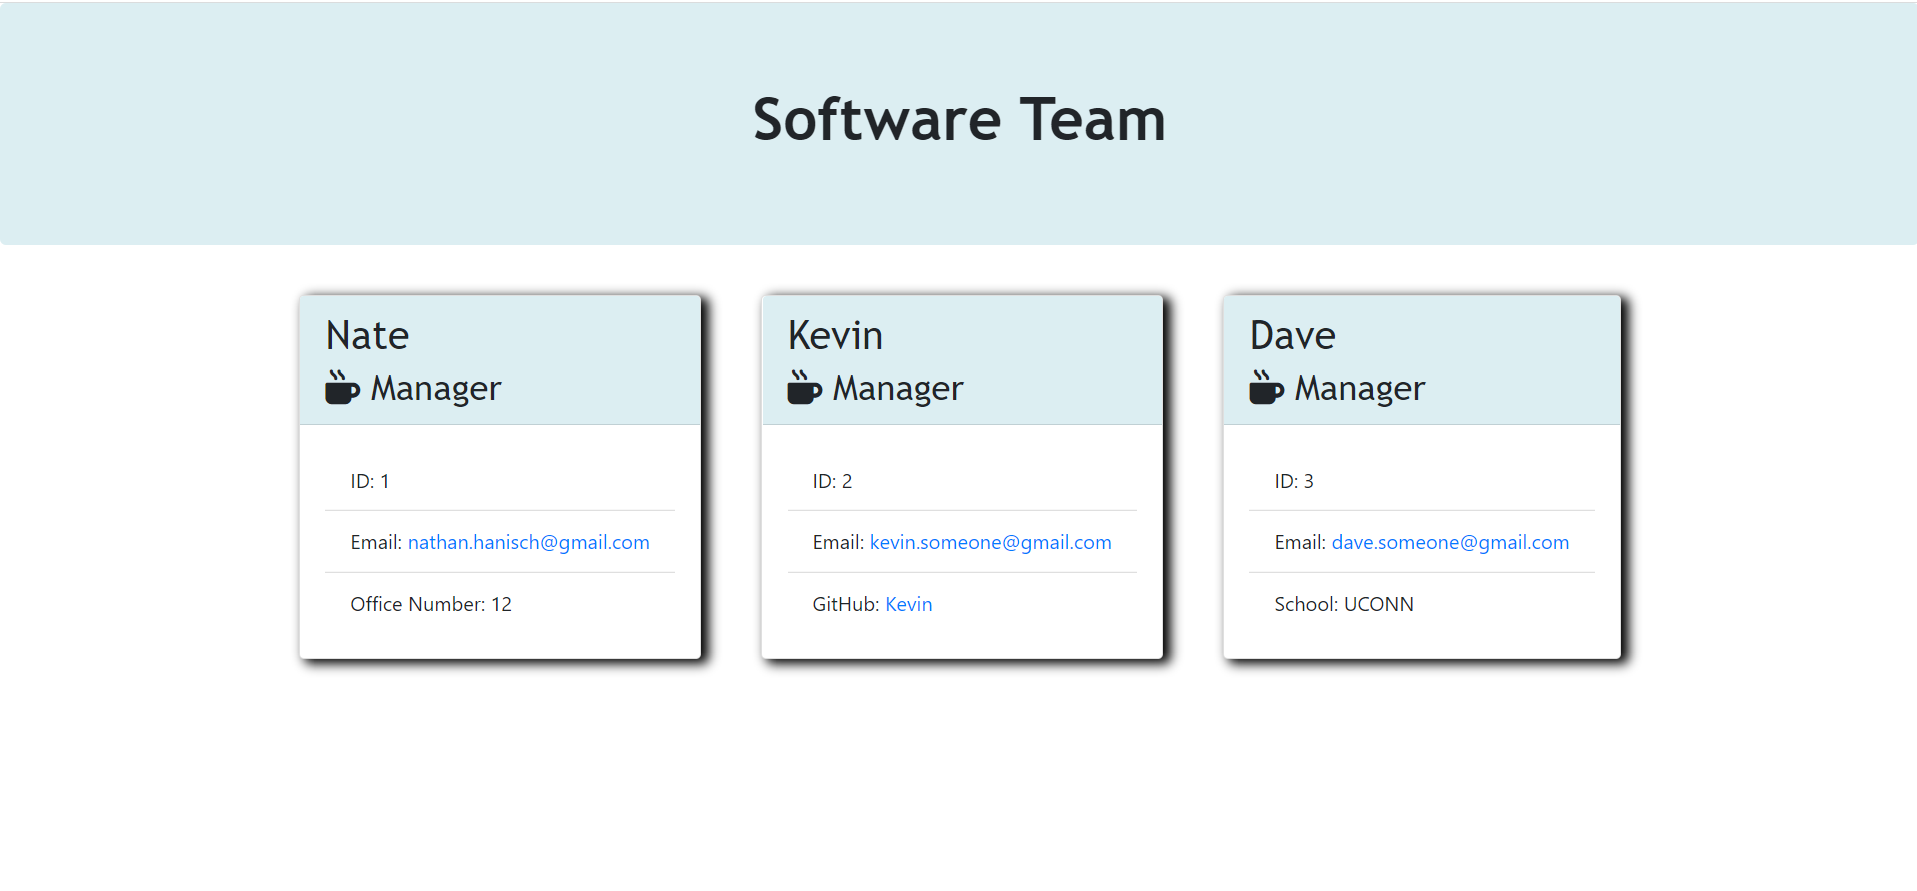 Software Team
Nate
Manager
ID: 1
Email: nathan.hanisch@gmail.com
Office Number: 12
Kevin
Manager
ID: 2
Email: kevin.someone@gmail.com
GitHub: Kevin
Dave
Manager
ID: 3
Email: dave.someone@gmail.com
School: UCONN